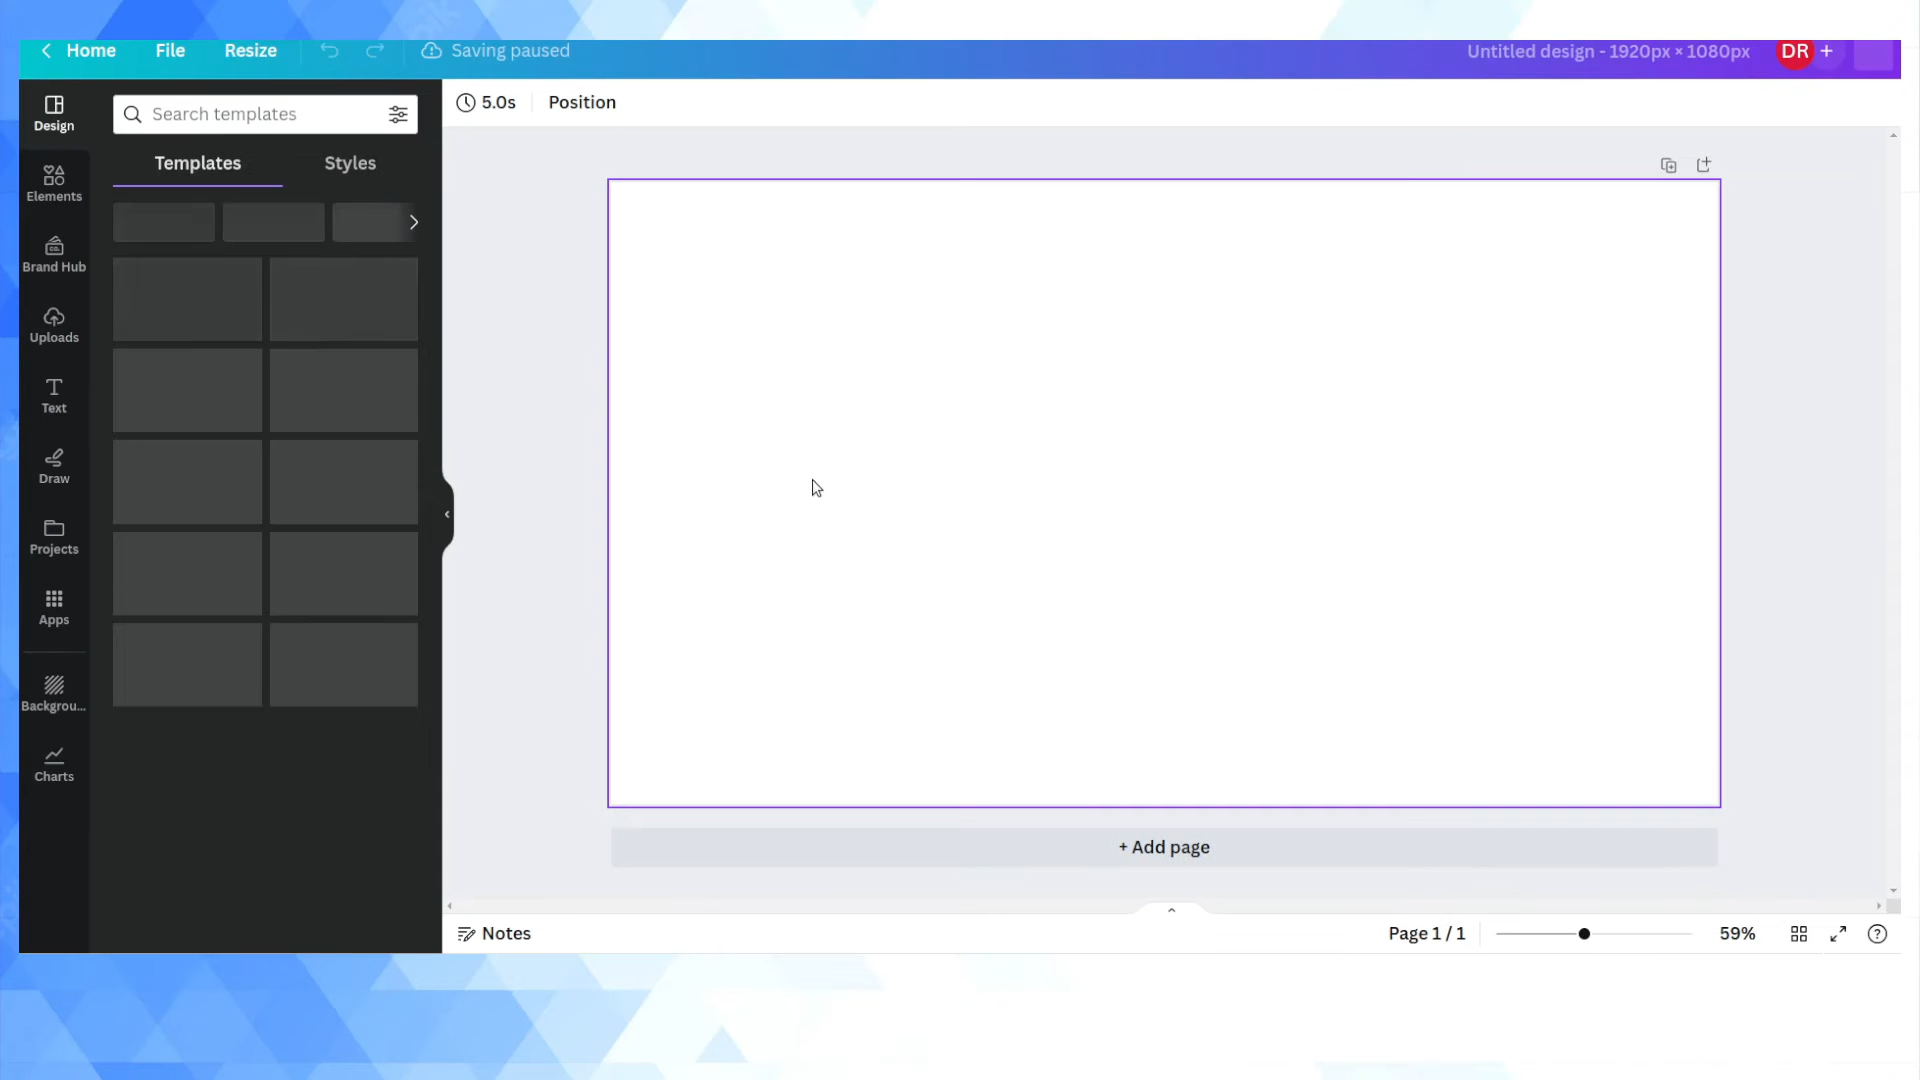 Home File Resize Saving paused Untitled design - 1920px × 1080px DR +
Design
Elements
Brand Hub
Uploads
Text
Draw
Projects
Apps
Backgrou...
Charts
Search templates
Templates Styles
5.0s Position
+ Add page
Notes
Page 1 / 1
59%